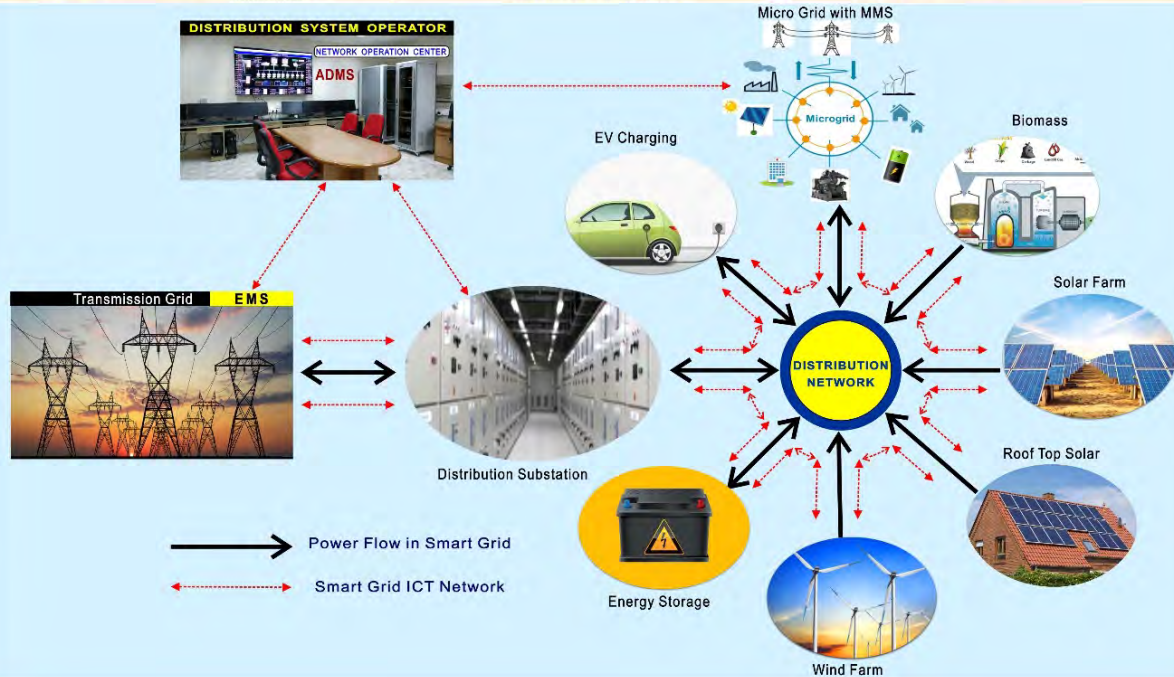 DISTRIBUTION SYSTEM OPERATOR
NETWORK OPERATION CENTER
ADMS
Micro Grid with MMS
Microgrid
EV Charging
Biomass
Solar Farm
Transmission Grid EMS
DISTRIBUTION
NETWORK
Distribution Substation
Roof Top Solar
Energy Storage
Wind Farm
Power Flow in Smart Grid
Smart Grid ICT Network